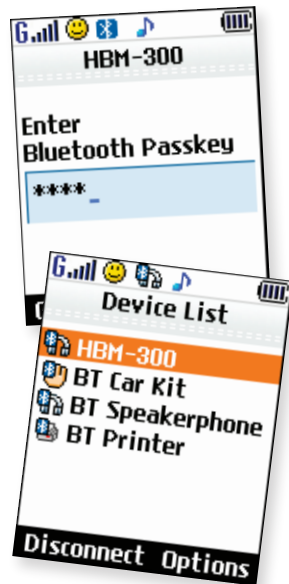 G
HBM-300
Enter
Bluetooth Passkey
****_
G
Device List
HBM-300
BT Car Kit
BT Speakerphone
BT Printer
Disconnect Options